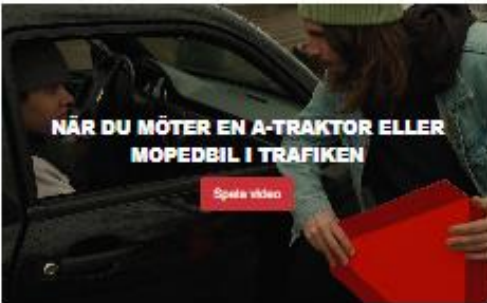 NÄR DU MÖTER EN A-TRAKTOR ELLER
MOPEDBIL I TRAFIKEN
Spela video